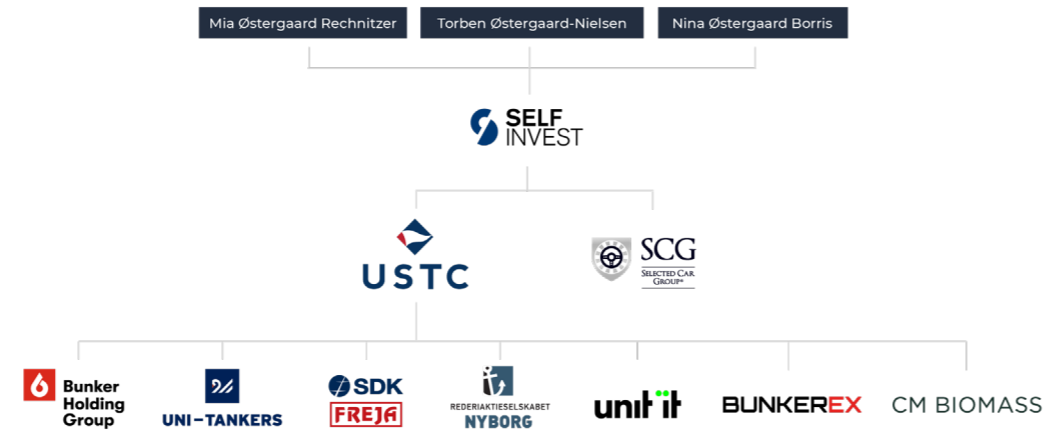 Mia Østergaard Rechnitzer
Torben Østergaard-Nielsen
Nina Østergaard Borris
SELF
INVEST
USTC
SCG
SELECTED CAR
GROUP®
Bunker
Holding
Group
UNI-TANKERS
SDK
FREJA
REDERIAKTIESELSKABET
NYBORG
unit it
BUNKEREX
CM BIOMASS